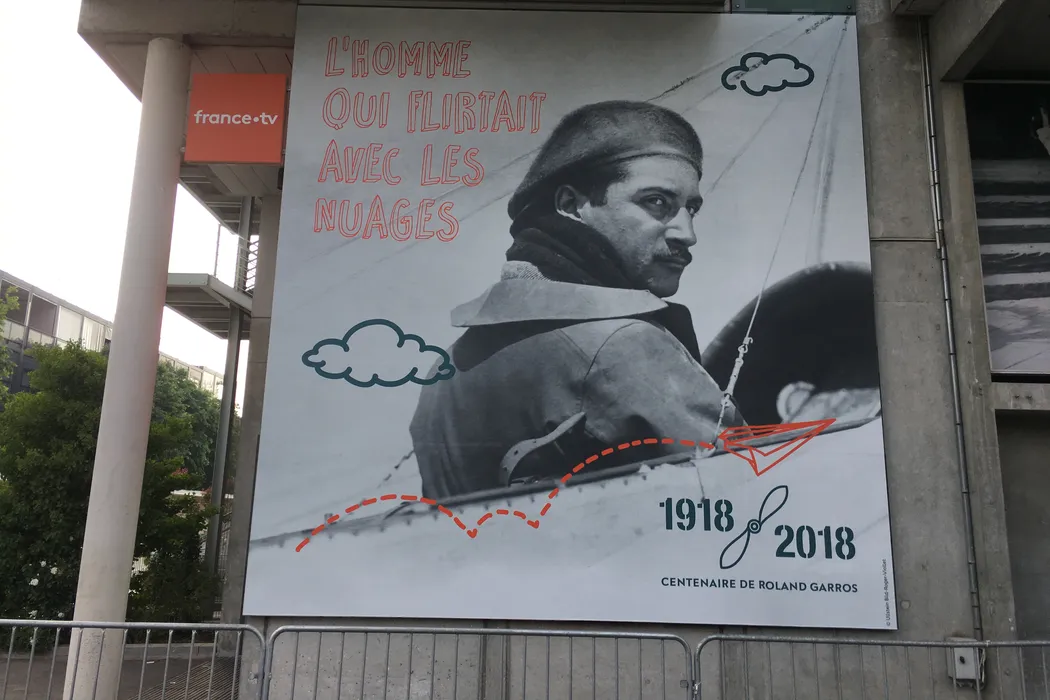 L'HOMME
QUI FLIRTAIT
AVEC LES
NUAGES
france•tv
1918
2018
CENTENAIRE DE ROLAND GARROS